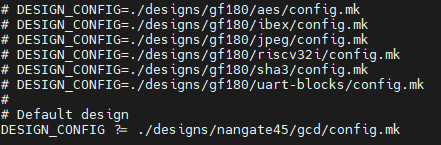 # DESIGN_CONFIG=./designs/gf180/aes/config.mk
# DESIGN_CONFIG=./designs/gf180/ibex/config.mk
# DESIGN_CONFIG=./designs/gf180/jpeg/config.mk
# DESIGN_CONFIG=./designs/gf180/riscv32i/config.mk
# DESIGN_CONFIG=./designs/gf180/sha3/config.mk
# DESIGN_CONFIG=./designs/gf180/uart-blocks/config.mk
#
# Default design
DESIGN_CONFIG ?= ./designs/nangate45/gcd/config.mk